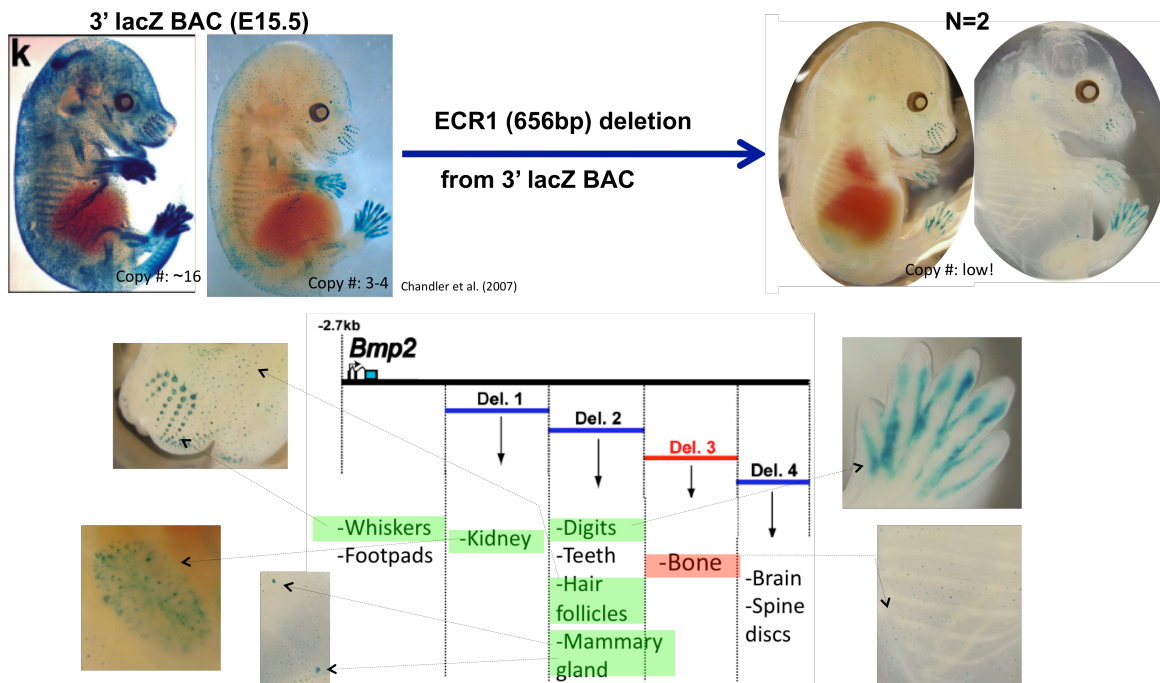 3’ lacZ BAC (E15.5)
N=2
k
ECR1 (656bp) deletion
from 3’ lacZ BAC
Copy #: ~16
Copy #: 3-4
Chandler et al. (2007)
Copy #: low!
-2.7kb
Bmp2
Del. 1
Del. 2
Del. 3
Del. 4
-Whiskers
-Footpads
-Kidney
-Digits
-Teeth
-Hair
follicles
-Mammary
gland
-Bone
-Brain
-Spine
discs